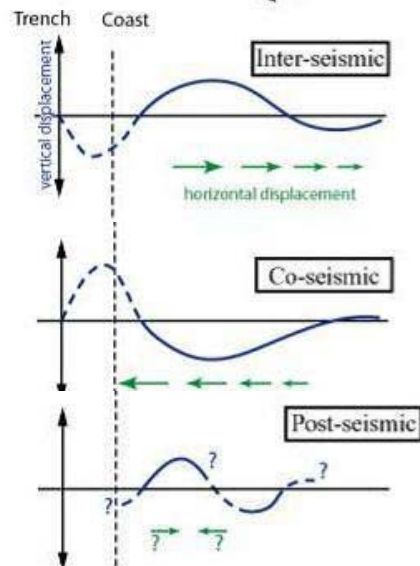 Trench Coast
Inter-seismic
vertical displacement
horizontal displacement
Co-seismic
Post-seismic
? ?
?
? ?